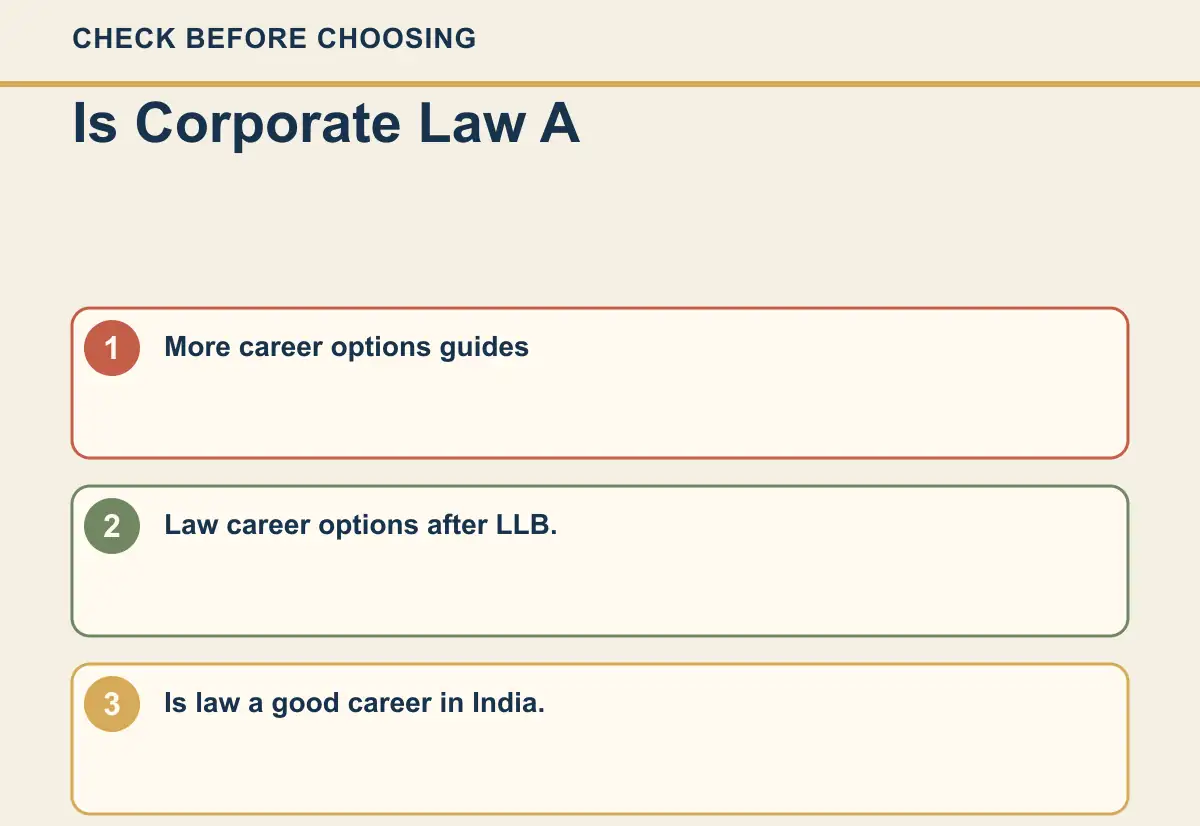 CHECK BEFORE CHOOSING
Is Corporate Law A
1
More career options guides
2
Law career options after LLB.
3
Is law a good career in India.